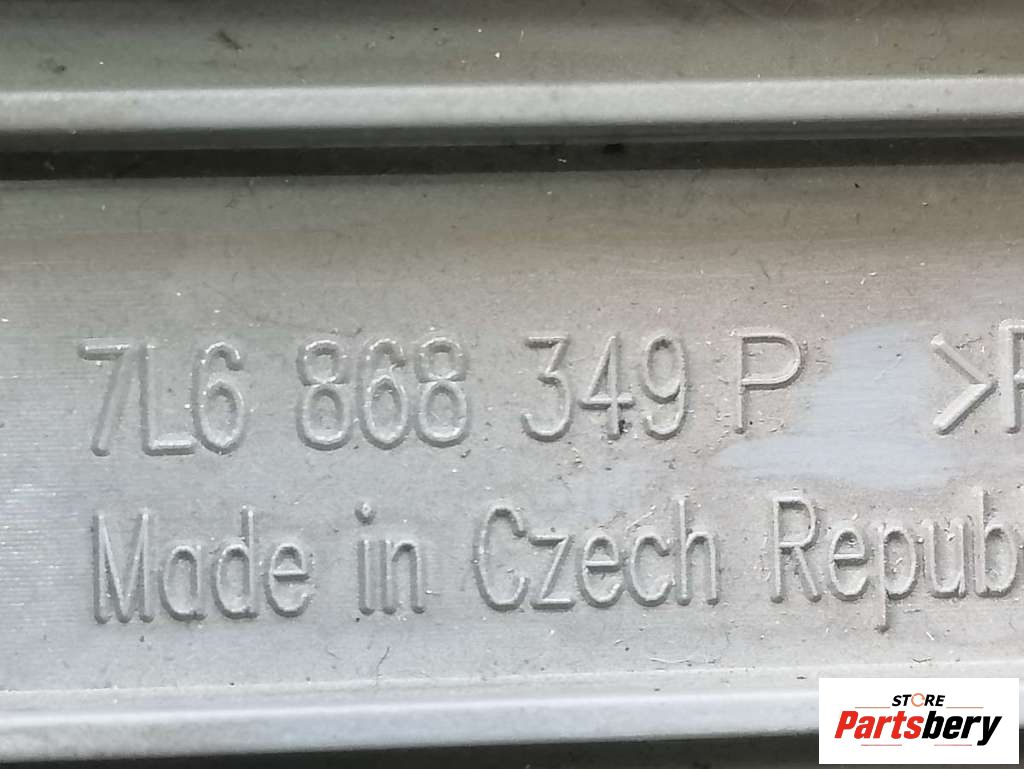 7L6 868 349 P >
Made in Czech Repub
STORE
Partsbery